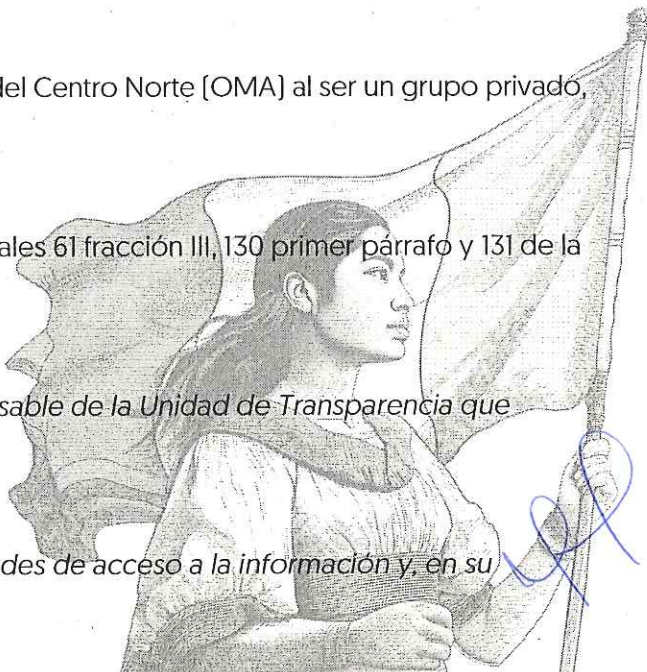 del Centro Norte (OMA) al ser un grupo privado,
ales 61 fracción III, 130 primer párrafo y 131 de la
sable de la Unidad de Transparencia que
des de acceso a la información y, en su